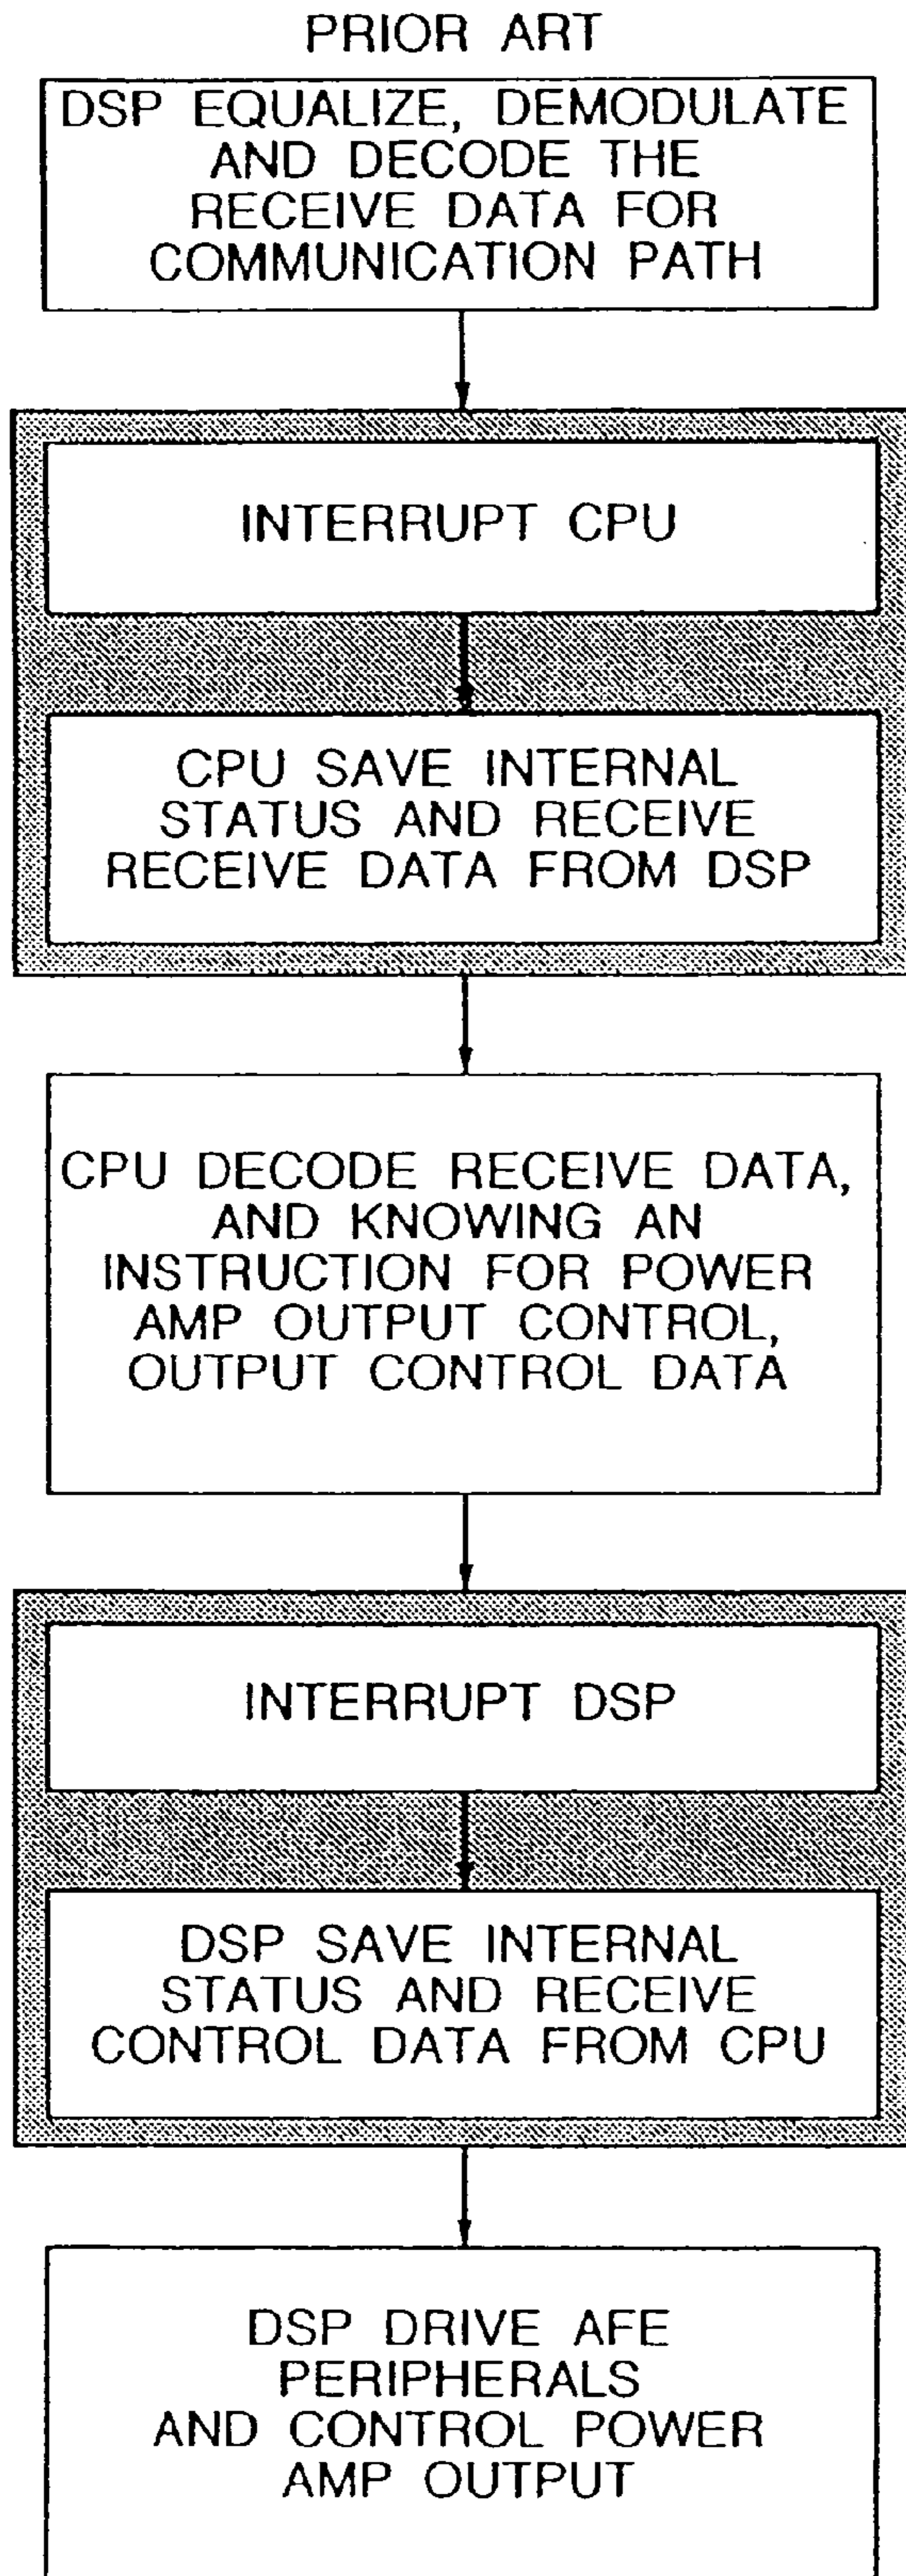 PRIOR ART
DSP EQUALIZE, DEMODULATE
AND DECODE THE
RECEIVE DATA FOR
COMMUNICATION PATH
INTERRUPT CPU
CPU SAVE INTERNAL
STATUS AND RECEIVE
RECEIVE DATA FROM DSP
CPU DECODE RECEIVE DATA,
AND KNOWING AN
INSTRUCTION FOR POWER
AMP OUTPUT CONTROL,
OUTPUT CONTROL DATA
INTERRUPT DSP
DSP SAVE INTERNAL
STATUS AND RECEIVE
CONTROL DATA FROM CPU
DSP DRIVE AFE
PERIPHERALS
AND CONTROL POWER
AMP OUTPUT